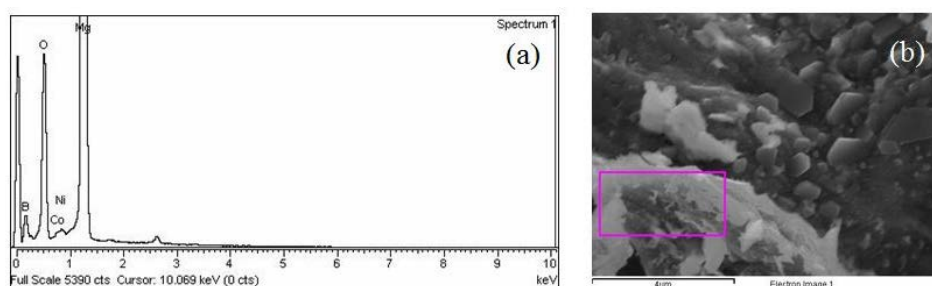 Spectrum 1
Mg
O
(a)
B
Ni
Co
0 1 2 3 4 5 6 7 8 9 10
Full Scale 5390 cts Cursor: 10.069 keV (0 cts) keV
(b)
4µm Electron Image 1